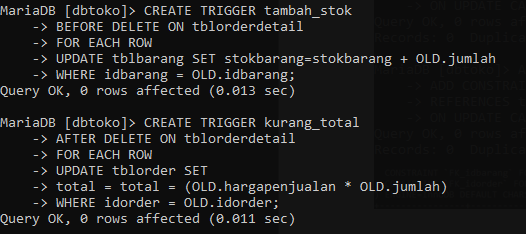 MariaDB [dbtoko]> CREATE TRIGGER tambah_stok
    -> BEFORE DELETE ON tblorderdetail
    -> FOR EACH ROW
    -> UPDATE tblbarang SET stokbarang=stokbarang + OLD.jumlah
    -> WHERE idbarang = OLD.idbarang;
Query OK, 0 rows affected (0.013 sec)

MariaDB [dbtoko]> CREATE TRIGGER kurang_total
    -> AFTER DELETE ON tblorderdetail
    -> FOR EACH ROW
    -> UPDATE tblorder SET
    -> total = total = (OLD.hargapenjualan * OLD.jumlah)
    -> WHERE idorder = OLD.idorder;
Query OK, 0 rows affected (0.011 sec)